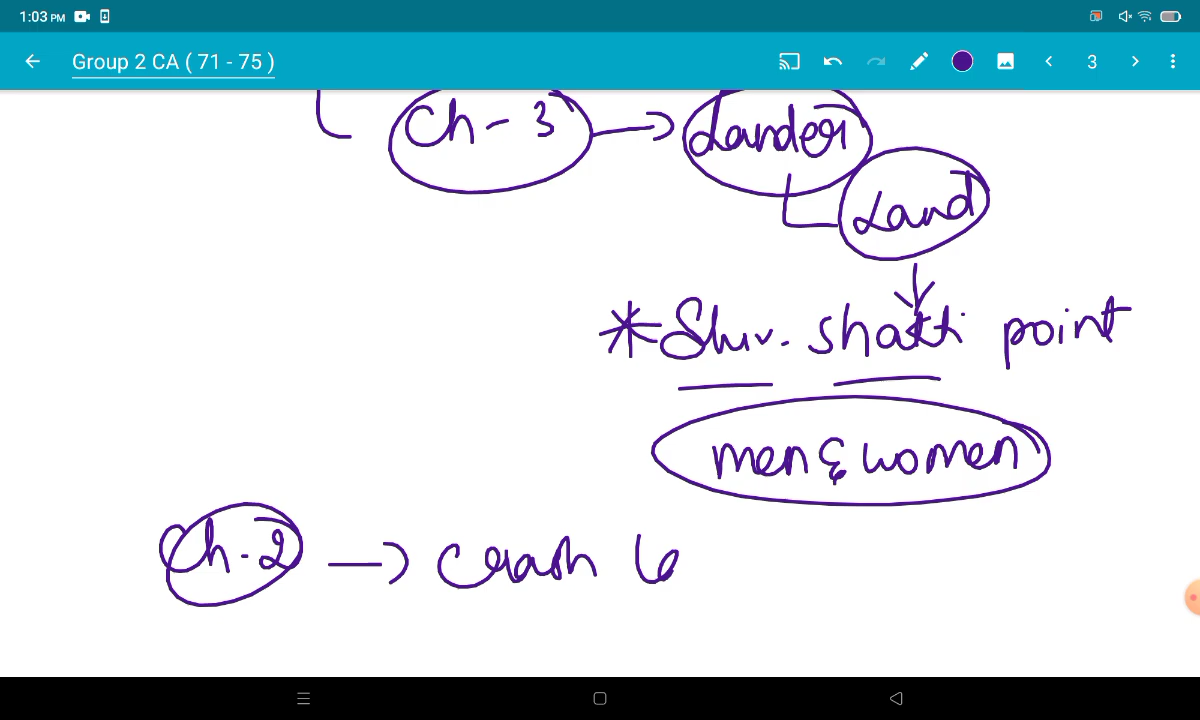 1:03 PM
Group 2 CA ( 71 - 75 )
3
Ch - 3 → Lander
Land
* Shiv - shakti point
men & women
Ch - 2 → Crash